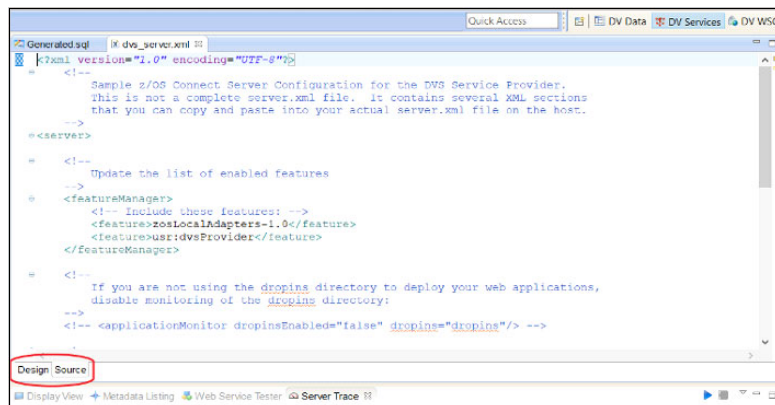 Quick Access DV Data DV Services DV WSC
Generated.sql dvs_server.xml
<?xml version="1.0" encoding="UTF-8"?>
<!--
Sample z/OS Connect Server Configuration for the DVS Service Provider.
This is not a complete server.xml file. It contains several XML sections
that you can copy and paste into your actual server.xml file on the host.
-->
<server>
<!--
Update the list of enabled features
-->
<featureManager>
<!-- Include these features: -->
<feature>zosLocalAdapters-1.0</feature>
<feature>usr:dvsProvider</feature>
</featureManager>
<!--
If you are not using the dropins directory to deploy your web applications,
disable monitoring of the dropins directory:
-->
<!-- <applicationMonitor dropinsEnabled="false" dropins="dropins"/> -->
Design Source
Display View Metadata Listing Web Service Tester Server Trace